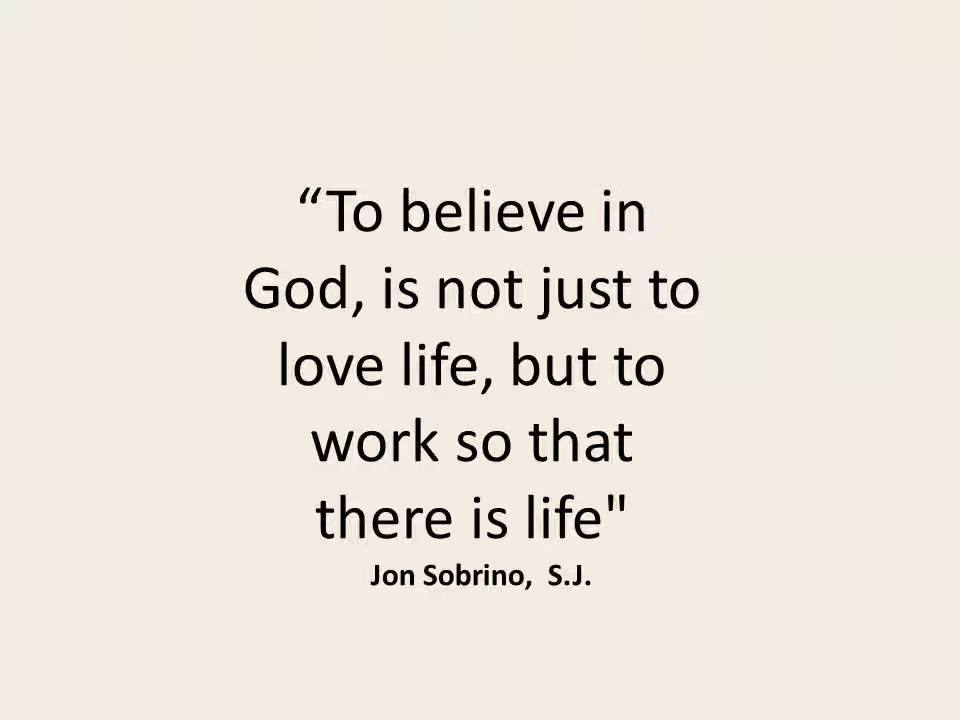 “To believe in
God, is not just to
love life, but to
work so that
there is life"
Jon Sobrino,  S.J.